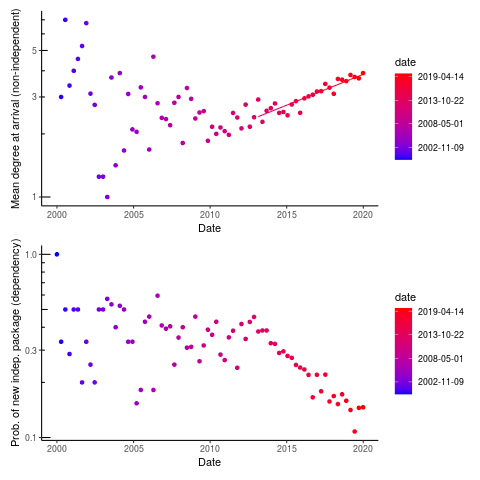 Mean degree at arrival (non-independent)
5
3
1
2000 2005 2010 2015 2020
Date
date
2019-04-14
2013-10-22
2008-05-01
2002-11-09
Prob. of new indep. package (dependency)
1.0
0.3
0.1
2000 2005 2010 2015 2020
Date
date
2019-04-14
2013-10-22
2008-05-01
2002-11-09